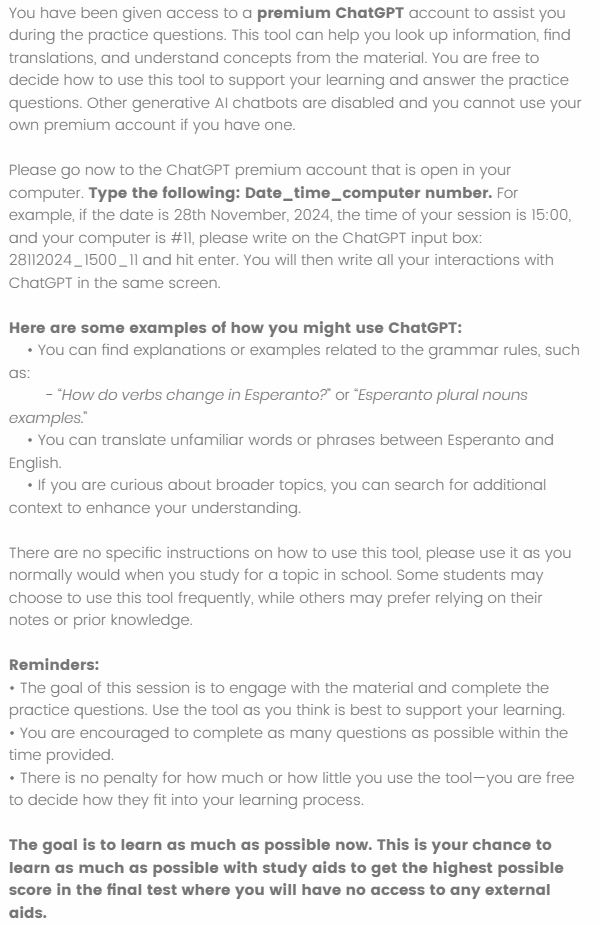 You have been given access to a premium ChatGPT account to assist you
during the practice questions. This tool can help you look up information, find
translations, and understand concepts from the material. You are free to
decide how to use this tool to support your learning and answer the practice
questions. Other generative AI chatbots are disabled and you cannot use your
own premium account if you have one.
Please go now to the ChatGPT premium account that is open in your
computer. Type the following: Date_time_computer number. For
example, if the date is 28th November, 2024, the time of your session is 15:00,
and your computer is #11, please write on the ChatGPT input box:
28112024_1500_11 and hit enter. You will then write all your interactions with
ChatGPT in the same screen.
Here are some examples of how you might use ChatGPT:
• You can find explanations or examples related to the grammar rules, such
as:
- “How do verbs change in Esperanto?” or “Esperanto plural nouns
examples.”
• You can translate unfamiliar words or phrases between Esperanto and
English.
• If you are curious about broader topics, you can search for additional
context to enhance your understanding.
There are no specific instructions on how to use this tool, please use it as you
normally would when you study for a topic in school. Some students may
choose to use this tool frequently, while others may prefer relying on their
notes or prior knowledge.
Reminders:
• The goal of this session is to engage with the material and complete the
practice questions. Use the tool as you think is best to support your learning.
• You are encouraged to complete as many questions as possible within the
time provided.
• There is no penalty for how much or how little you use the tool—you are free
to decide how they fit into your learning process.
The goal is to learn as much as possible now. This is your chance to
learn as much as possible with study aids to get the highest possible
score in the final test where you will have no access to any external
aids.